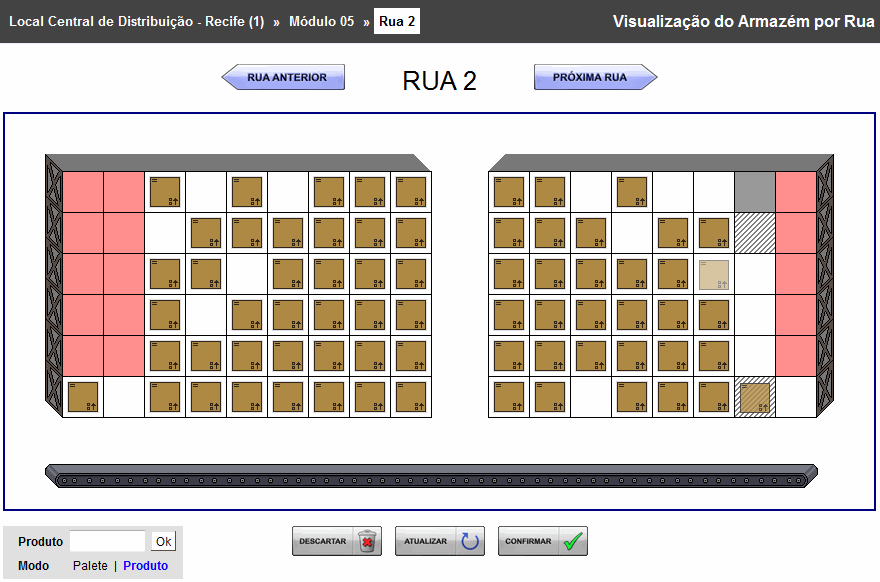 Local Central de Distribuição - Recife (1) » Módulo 05 » Rua 2
Visualização do Armazém por Rua
RUA ANTERIOR
RUA 2
PRÓXIMA RUA
DESCARTAR
ATUALIZAR
CONFIRMAR
Produto
Ok
Modo
Palete | Produto